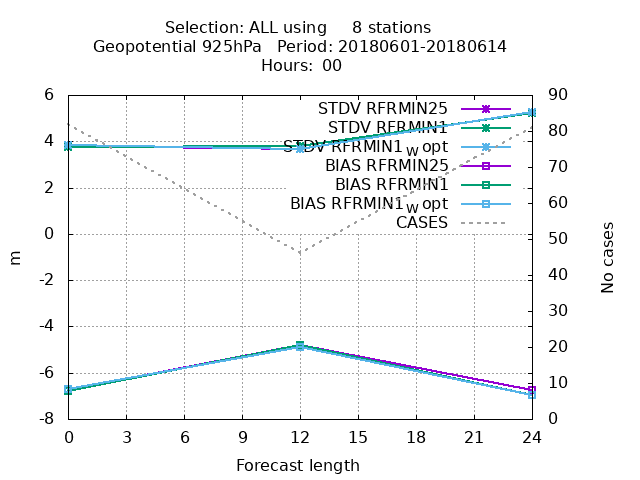 Selection: ALL using 8 stations
Geopotential 925hPa Period: 20180601-20180614
Hours: 00
6 90
STDV RFRMIN25
STDV RFRMIN1
80
4
STDV RFRMIN1_w opt
BIAS RFRMIN25
70
2
BIAS RFRMIN1
BIAS RFRMIN1_w opt
60
CASES
0
50
m
No cases
-2
40
30
-4
20
-6
10
-8 0
0 3 6 9 12 15 18 21 24
Forecast length